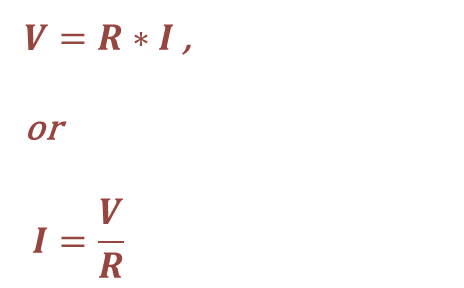 V = R * I ,
or
I = V/R